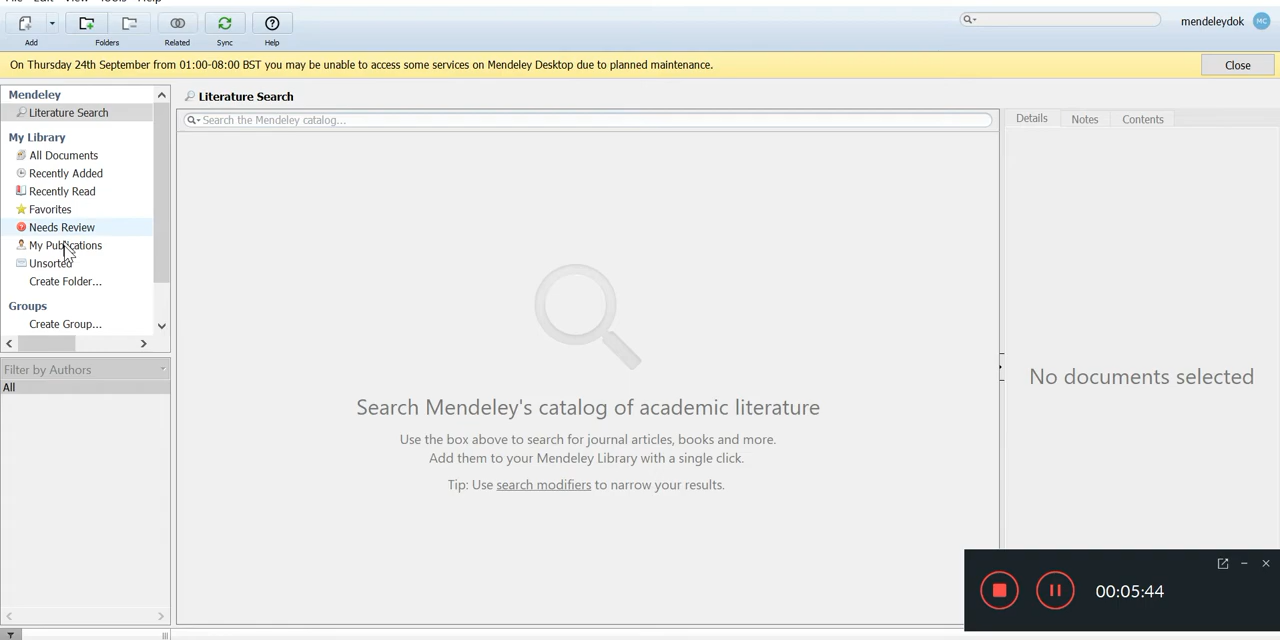 File Edit View Tools Help
Add Folders Related Sync Help
mendeleydok MC
On Thursday 24th September from 01:00-08:00 BST you may be unable to access some services on Mendeley Desktop due to planned maintenance. Close
Mendeley
Literature Search
My Library
All Documents
Recently Added
Recently Read
Favorites
Needs Review
My Publications
Unsorted
Create Folder...
Groups
Create Group...
Filter by Authors
All
Literature Search
Search the Mendeley catalog...
Search Mendeley's catalog of academic literature
Use the box above to search for journal articles, books and more.
Add them to your Mendeley Library with a single click.
Tip: Use search modifiers to narrow your results.
Details Notes Contents
No documents selected
00:05:44